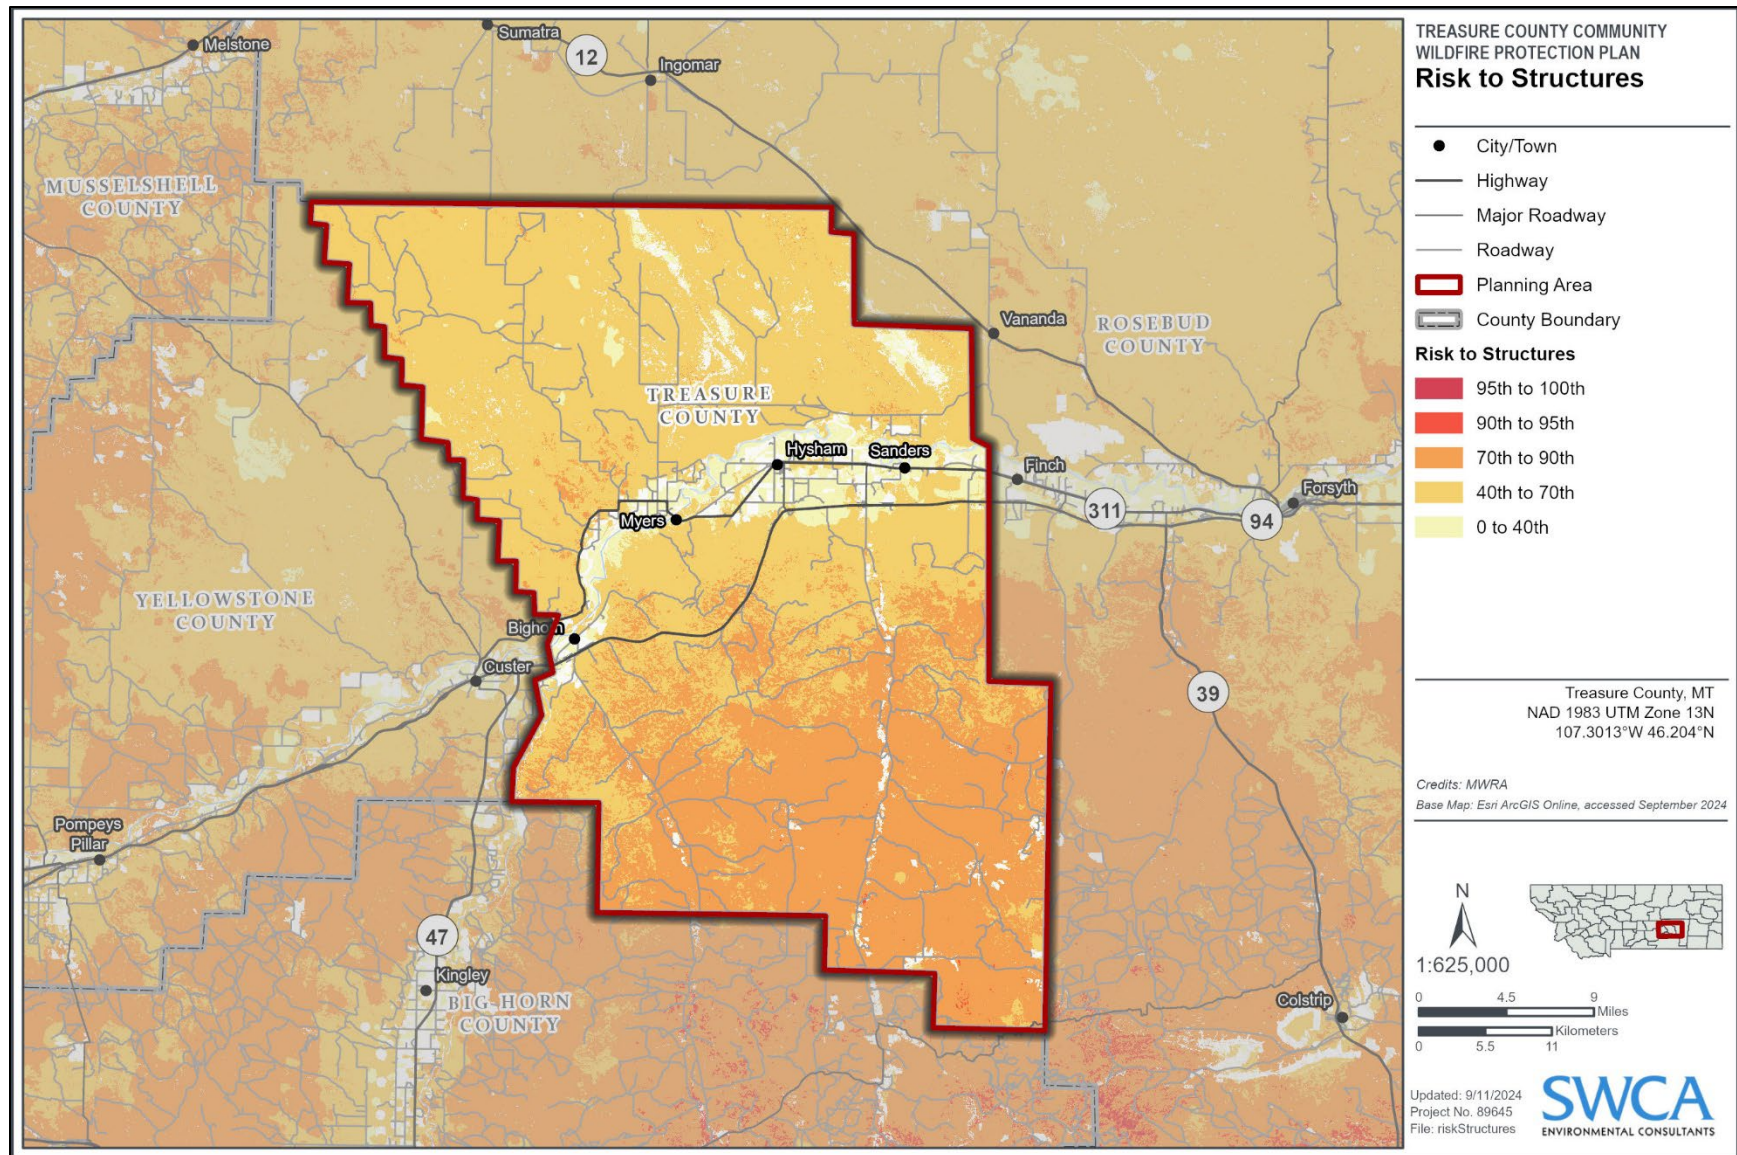 TREASURE COUNTY COMMUNITY
WILDFIRE PROTECTION PLAN
Risk to Structures
City/Town
Highway
Major Roadway
Roadway
Planning Area
County Boundary
Risk to Structures
95th to 100th
90th to 95th
70th to 90th
40th to 70th
0 to 40th
Treasure County, MT
NAD 1983 UTM Zone 13N
107.3013°W 46.204°N
Credits: MWRA
Base Map: Esri ArcGIS Online, accessed September 2024
N
1:625,000
0 4.5 9
Miles
Kilometers
0 5.5 11
Updated: 9/11/2024
Project No. 89645
File: riskStructures
SWCA
ENVIRONMENTAL CONSULTANTS
Melstone
Sumatra
12
Ingomar
MUSSELSHELL
COUNTY
Vananda
ROSEBUD
COUNTY
TREASURE
COUNTY
Hysham
Sanders
Finch
Forsyth
311
94
Myers
YELLOWSTONE
COUNTY
Bighorn
Custer
39
Pompeys
Pillar
47
Kingley
BIG HORN
COUNTY
Colstrip